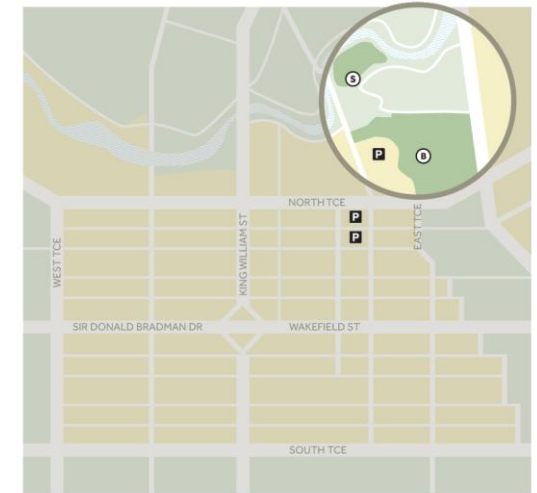 S
P
B
NORTH TCE
P
P
WEST TCE
KING WILLIAM ST
EAST TCE
SIR DONALD BRADMAN DR
WAKEFIELD ST
SOUTH TCE